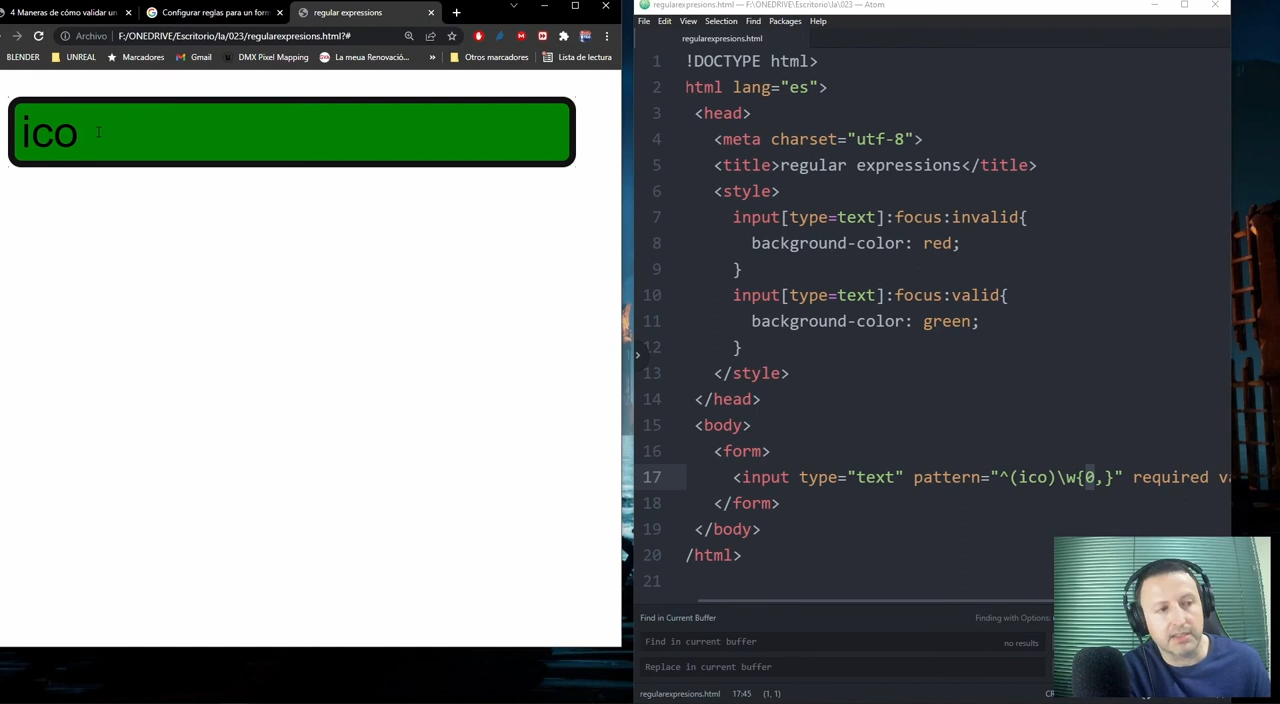 4 Maneras de cómo validar un
Configurar reglas para un form
regular expressions
Archivo
F:/ONEDRIVE/Escritorio/la/023/regularexpresions.html?#
BLENDER
UNREAL
Marcadores
Gmail
DMX Pixel Mapping
La meua Renovació...
»
Otros marcadores
Lista de lectura
ico
regularexpresions.html — F:\ONEDRIVE\Escritorio\la\023 — Atom
File Edit View Selection Find Packages Help
regularexpresions.html
1 !DOCTYPE html>
2 html lang="es">
3 <head>
4 <meta charset="utf-8">
5 <title>regular expressions</title>
6 <style>
7 input[type=text]:focus:invalid{
8 background-color: red;
9 }
10 input[type=text]:focus:valid{
11 background-color: green;
12 }
13 </style>
14 </head>
15 <body>
16 <form>
17 <input type="text" pattern="^(ico)\w{0,}" required va
18 </form>
19 </body>
20 /html>
21
Find in Current Buffer
Finding with Options:
Find in current buffer
no results
Replace in current buffer
regularexpresions.html
17:45
(1, 1)